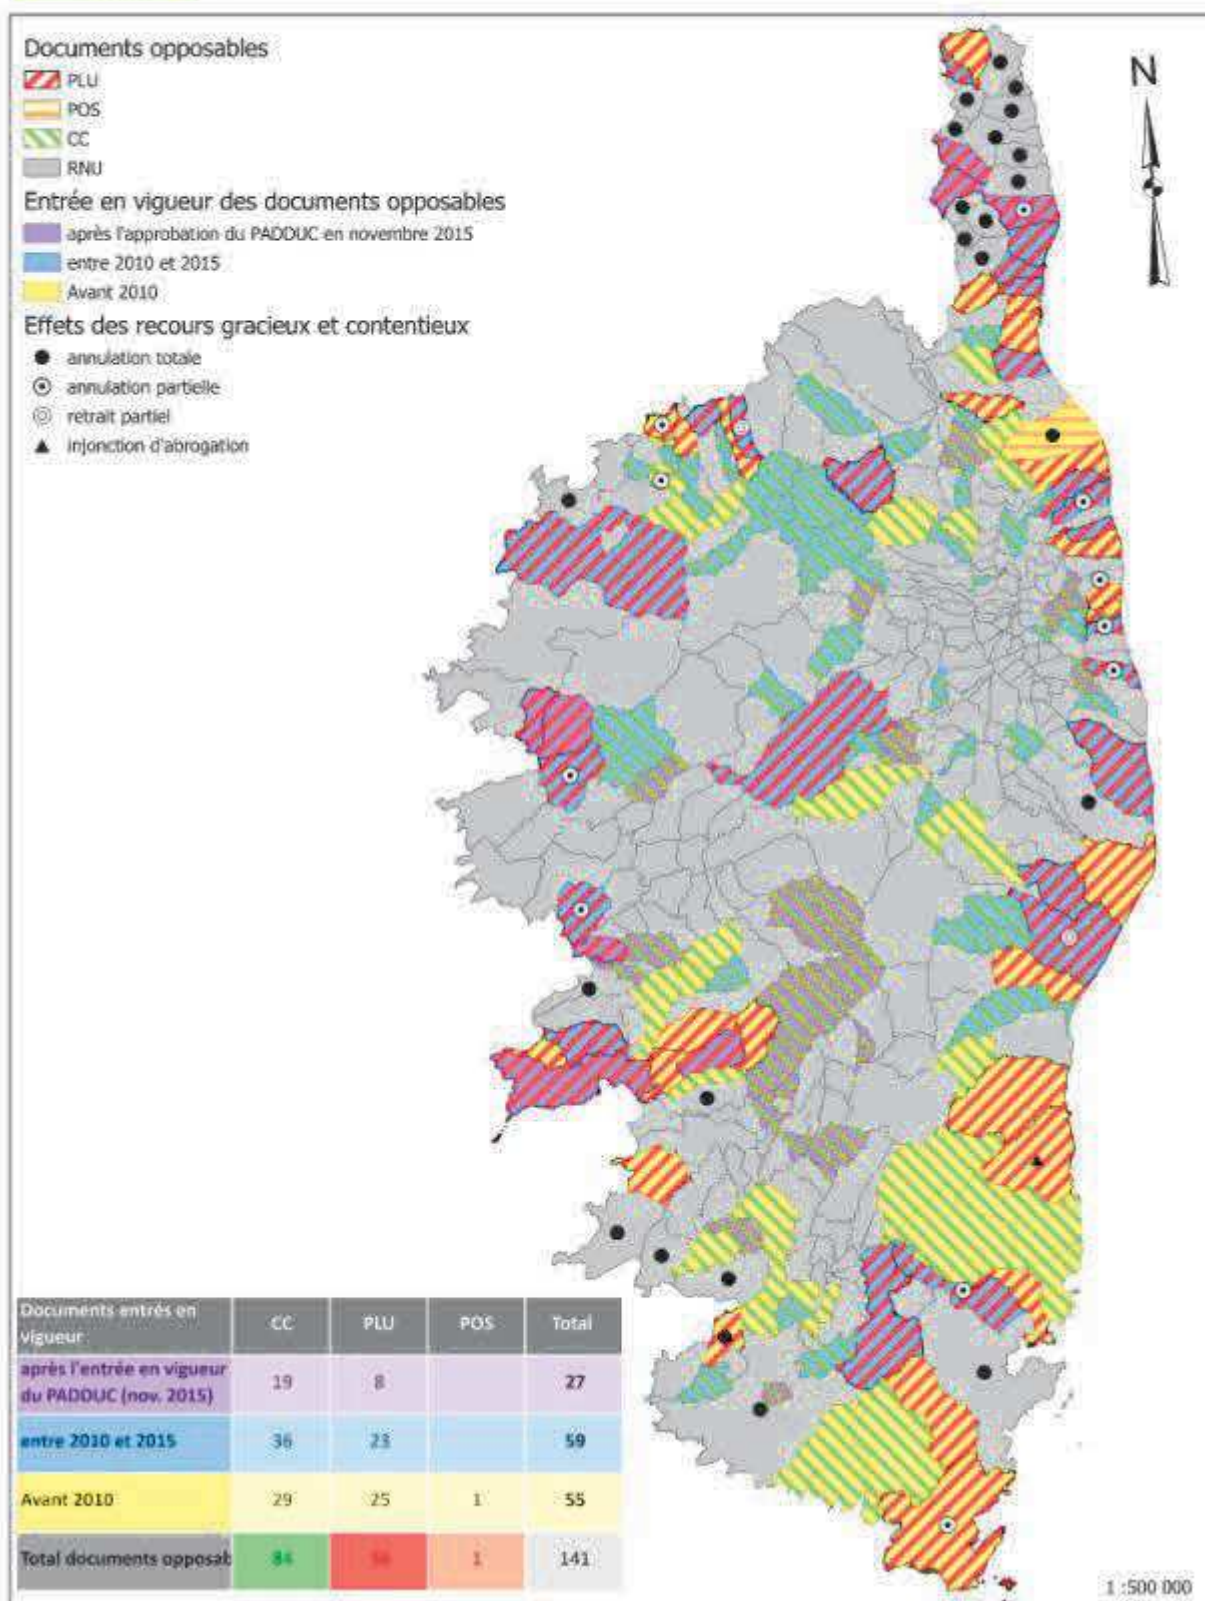 Documents opposables
PLU
POS
CC
RNU
Entrée en vigueur des documents opposables
après l'approbation du PADDUC en novembre 2015
entre 2010 et 2015
Avant 2010
Effets des recours gracieux et contentieux
annulation totale
annulation partielle
retrait partiel
injonction d'abrogation
N
Documents entrés en vigueur CC PLU POS Total
après l'entrée en vigueur du PADDUC (nov. 2015) 19 8 27
entre 2010 et 2015 36 23 59
Avant 2010 29 25 1 55
Total documents opposab 84 56 1 141
1 :500 000